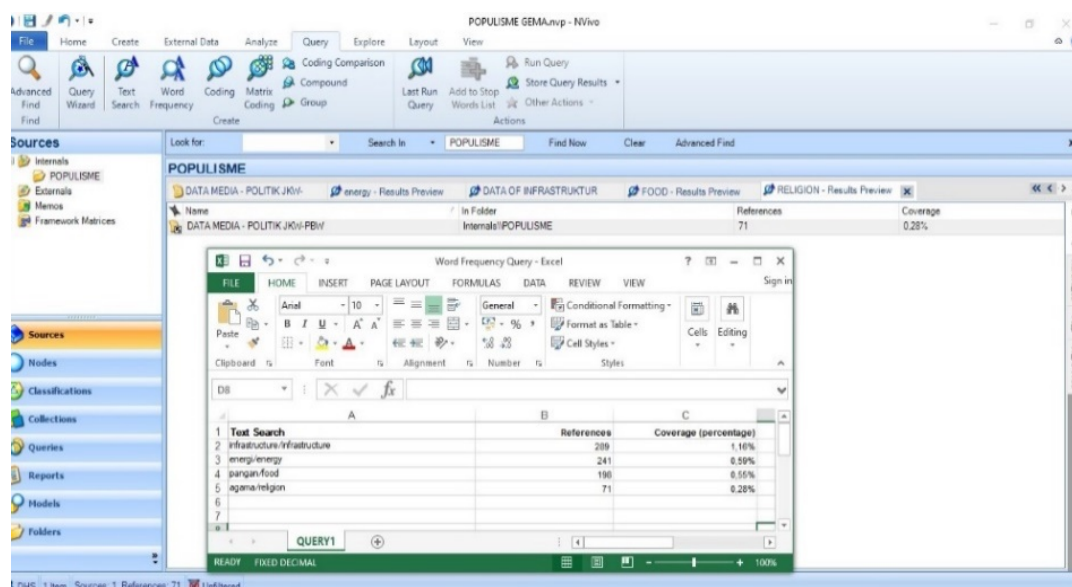 POPULISME GEMA.nvp - NVivo
File Home Create External Data Analyze Query Explore Layout View
Advanced Find
Query Wizard
Text Search
Word Frequency
Coding
Matrix Coding
Coding Comparison
Compound
Group
Last Run Query
Add to Stop Words List
Run Query
Store Query Results
Other Actions
Find Create Actions
Sources
Look for: Search In POPULISME Find Now Clear Advanced Find
Internals
POPULISME
Externals
Memos
Framework Matrices
POPULISME
DATA MEDIA - POLITIK JKW- energy - Results Preview DATA OF INFRASTRUKTUR FOOD - Results Preview RELIGION - Results Preview
Name In Folder References Coverage
DATA MEDIA - POLITIK JKW-PBW Internals\\POPULISME 71 0.28%
Word Frequency Query - Excel
FILE HOME INSERT PAGE LAYOUT FORMULAS DATA REVIEW VIEW Sign in
Paste
Arial 10
B I U
General
Conditional Formatting
Format as Table
Cell Styles
Cells Editing
Clipboard Font Alignment Number Styles
D8 fx
A B C
1 Text Search References Coverage (percentage)
2 infrastructure/infrastructure 1,16%
3 energi/energy 241 0,59%
4 pangan/food 0,55%
5 agama/religion 71 0,28%
6
7
QUERY1
READY FIXED DECIMAL 100%
Sources
Nodes
Classifications
Collections
Queries
Reports
Models
Folders
1 Item Sources: 1 References: 71 Unfiltered